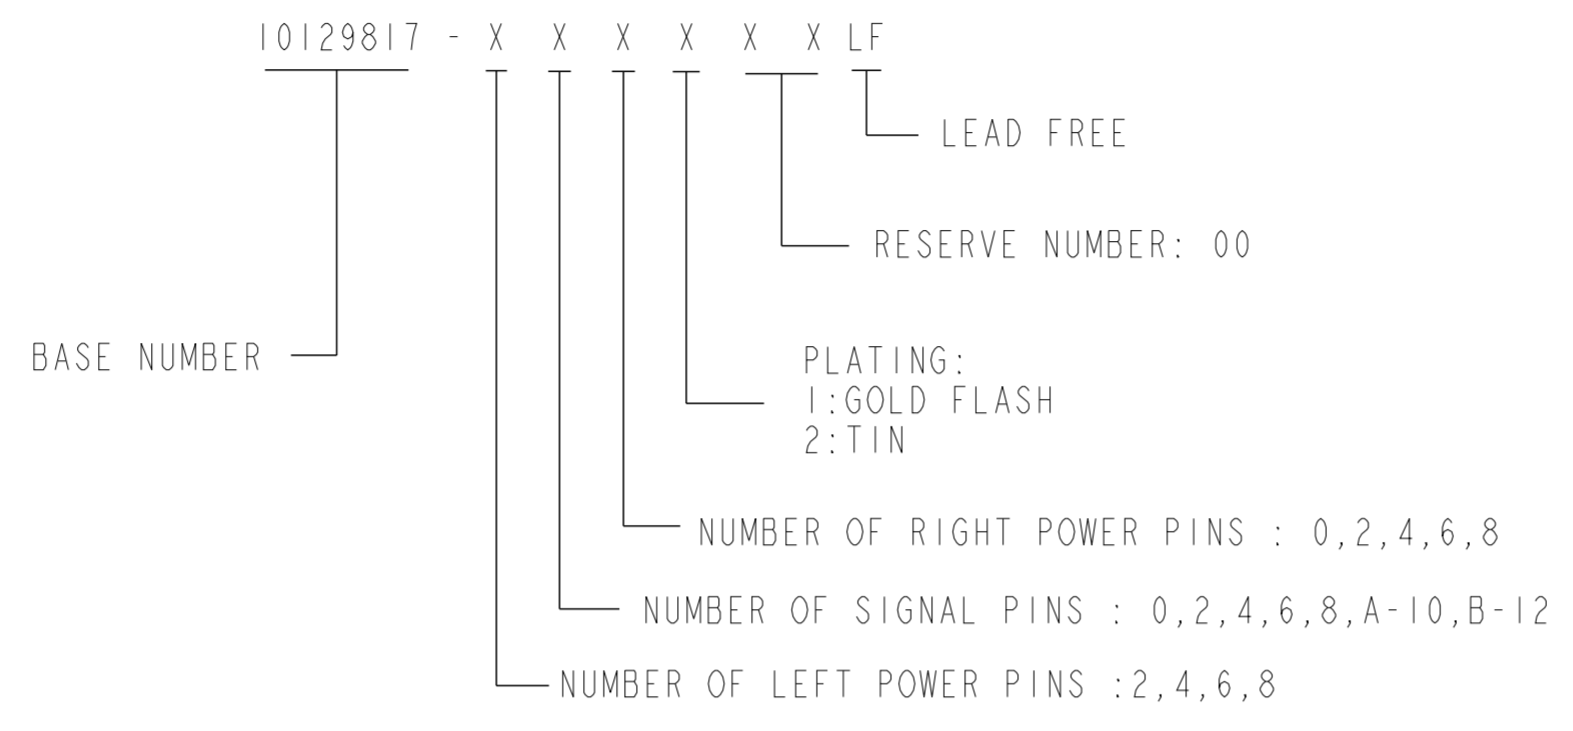 10129817 - X X X X X X LF
LEAD FREE
RESERVE NUMBER: 00
BASE NUMBER
PLATING:
1:GOLD FLASH
2:TIN
NUMBER OF RIGHT POWER PINS : 0,2,4,6,8
NUMBER OF SIGNAL PINS : 0,2,4,6,8,A-10,B-12
NUMBER OF LEFT POWER PINS :2,4,6,8